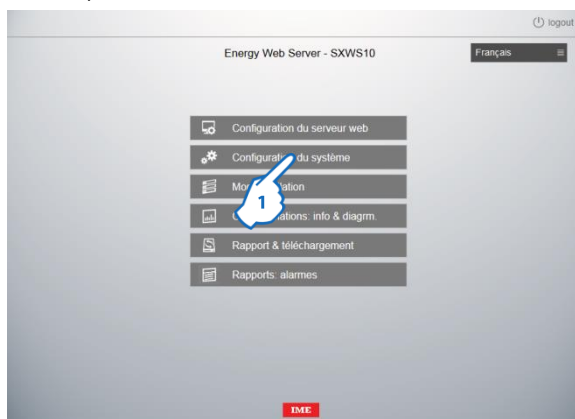 logout
Energy Web Server - SXWS10
Français
Configuration du serveur web
Configuration du système
1
Rapport & téléchargement
Rapports: alarmes
info & diagrm.
IME